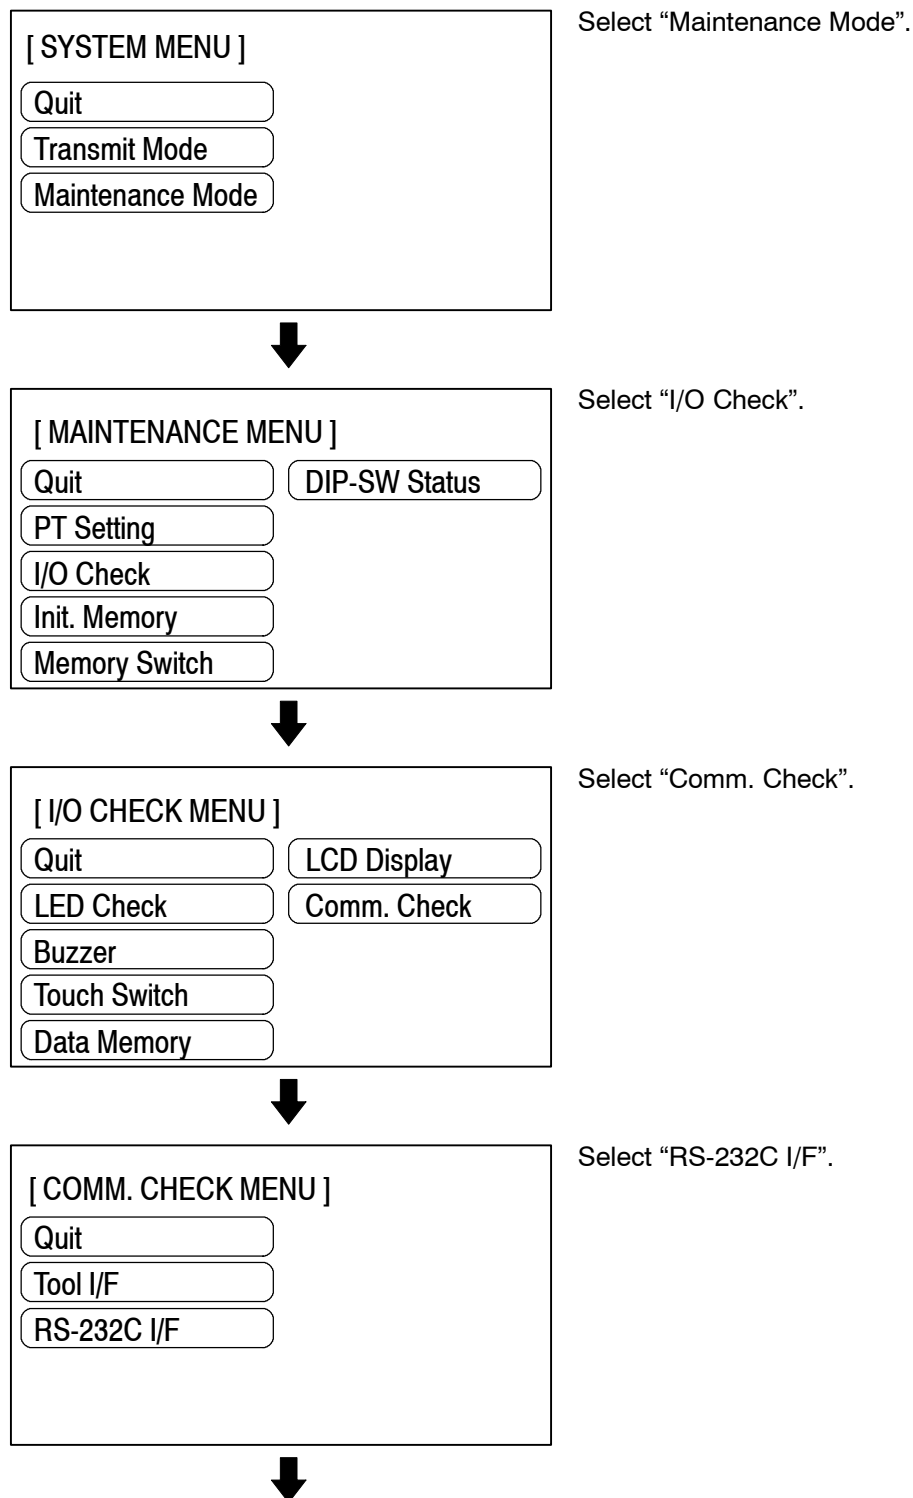 [ SYSTEM MENU ]
Select “Maintenance Mode”.
Quit
Transmit Mode
Maintenance Mode
[ MAINTENANCE MENU ]
Select “I/O Check”.
Quit
DIP-SW Status
PT Setting
I/O Check
Init. Memory
Memory Switch
[ I/O CHECK MENU ]
Select “Comm. Check”.
Quit
LCD Display
LED Check
Comm. Check
Buzzer
Touch Switch
Data Memory
[ COMM. CHECK MENU ]
Select “RS-232C I/F”.
Quit
Tool I/F
RS-232C I/F